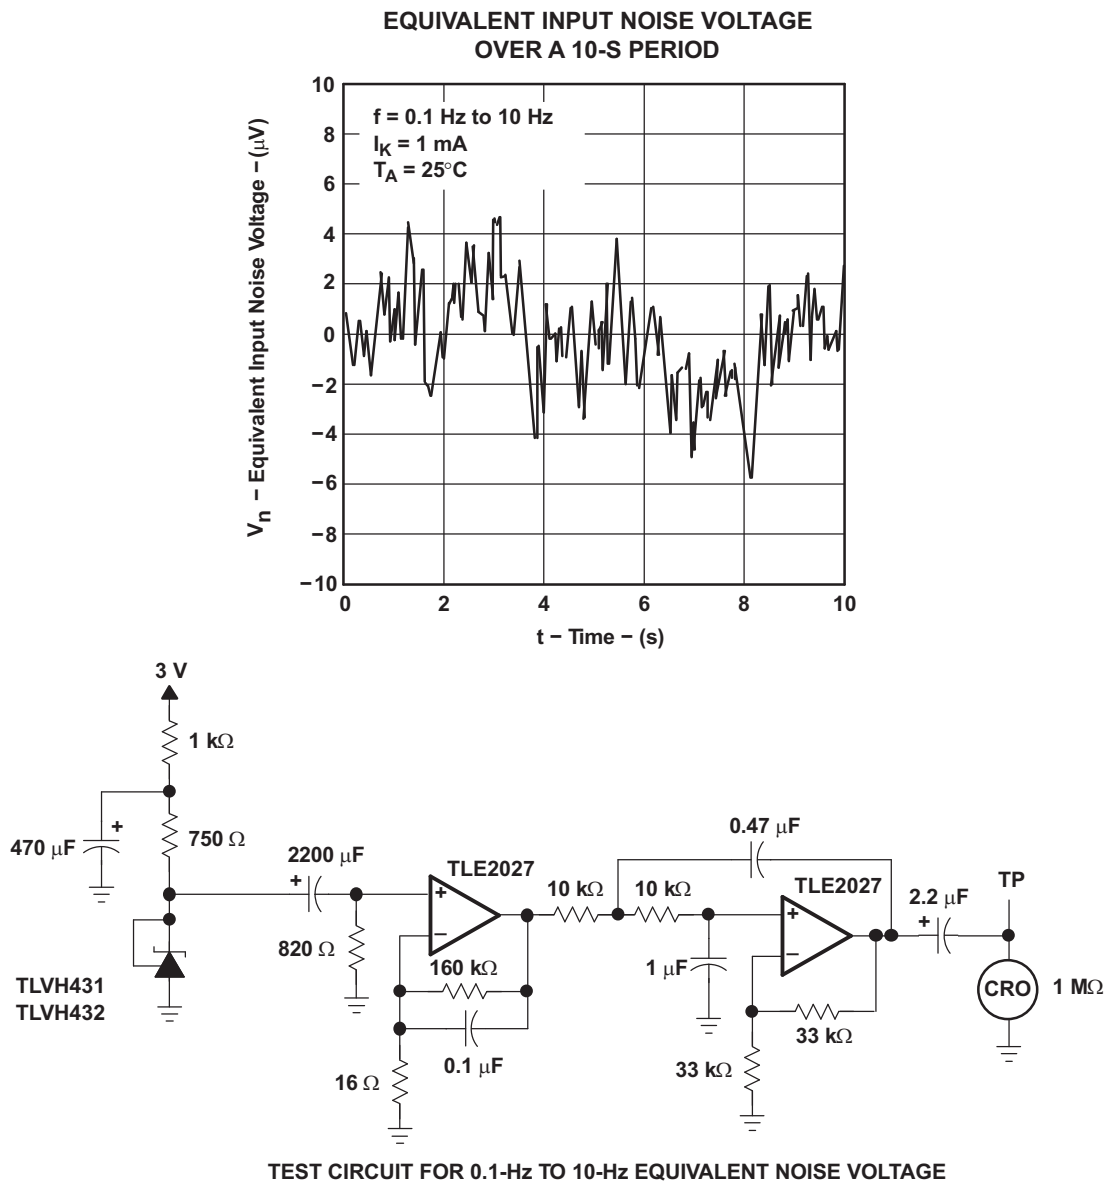 EQUIVALENT INPUT NOISE VOLTAGE
OVER A 10-S PERIOD
f = 0.1 Hz to 10 Hz
IK = 1 mA
TA = 25°C
Vn – Equivalent Input Noise Voltage – (μV)
10
8
6
4
2
0
−2
−4
−6
−8
−10
0
2
4
6
8
10
t − Time − (s)
3 V
1 kΩ
470 μF
+
750 Ω
TLVH431
TLVH432
2200 μF
+
820 Ω
TLE2027
+
−
160 kΩ
0.1 μF
16 Ω
10 kΩ
10 kΩ
0.47 μF
1 μF
TLE2027
+
−
33 kΩ
33 kΩ
2.2 μF
+
TP
CRO
1 MΩ
TEST CIRCUIT FOR 0.1-Hz TO 10-Hz EQUIVALENT NOISE VOLTAGE